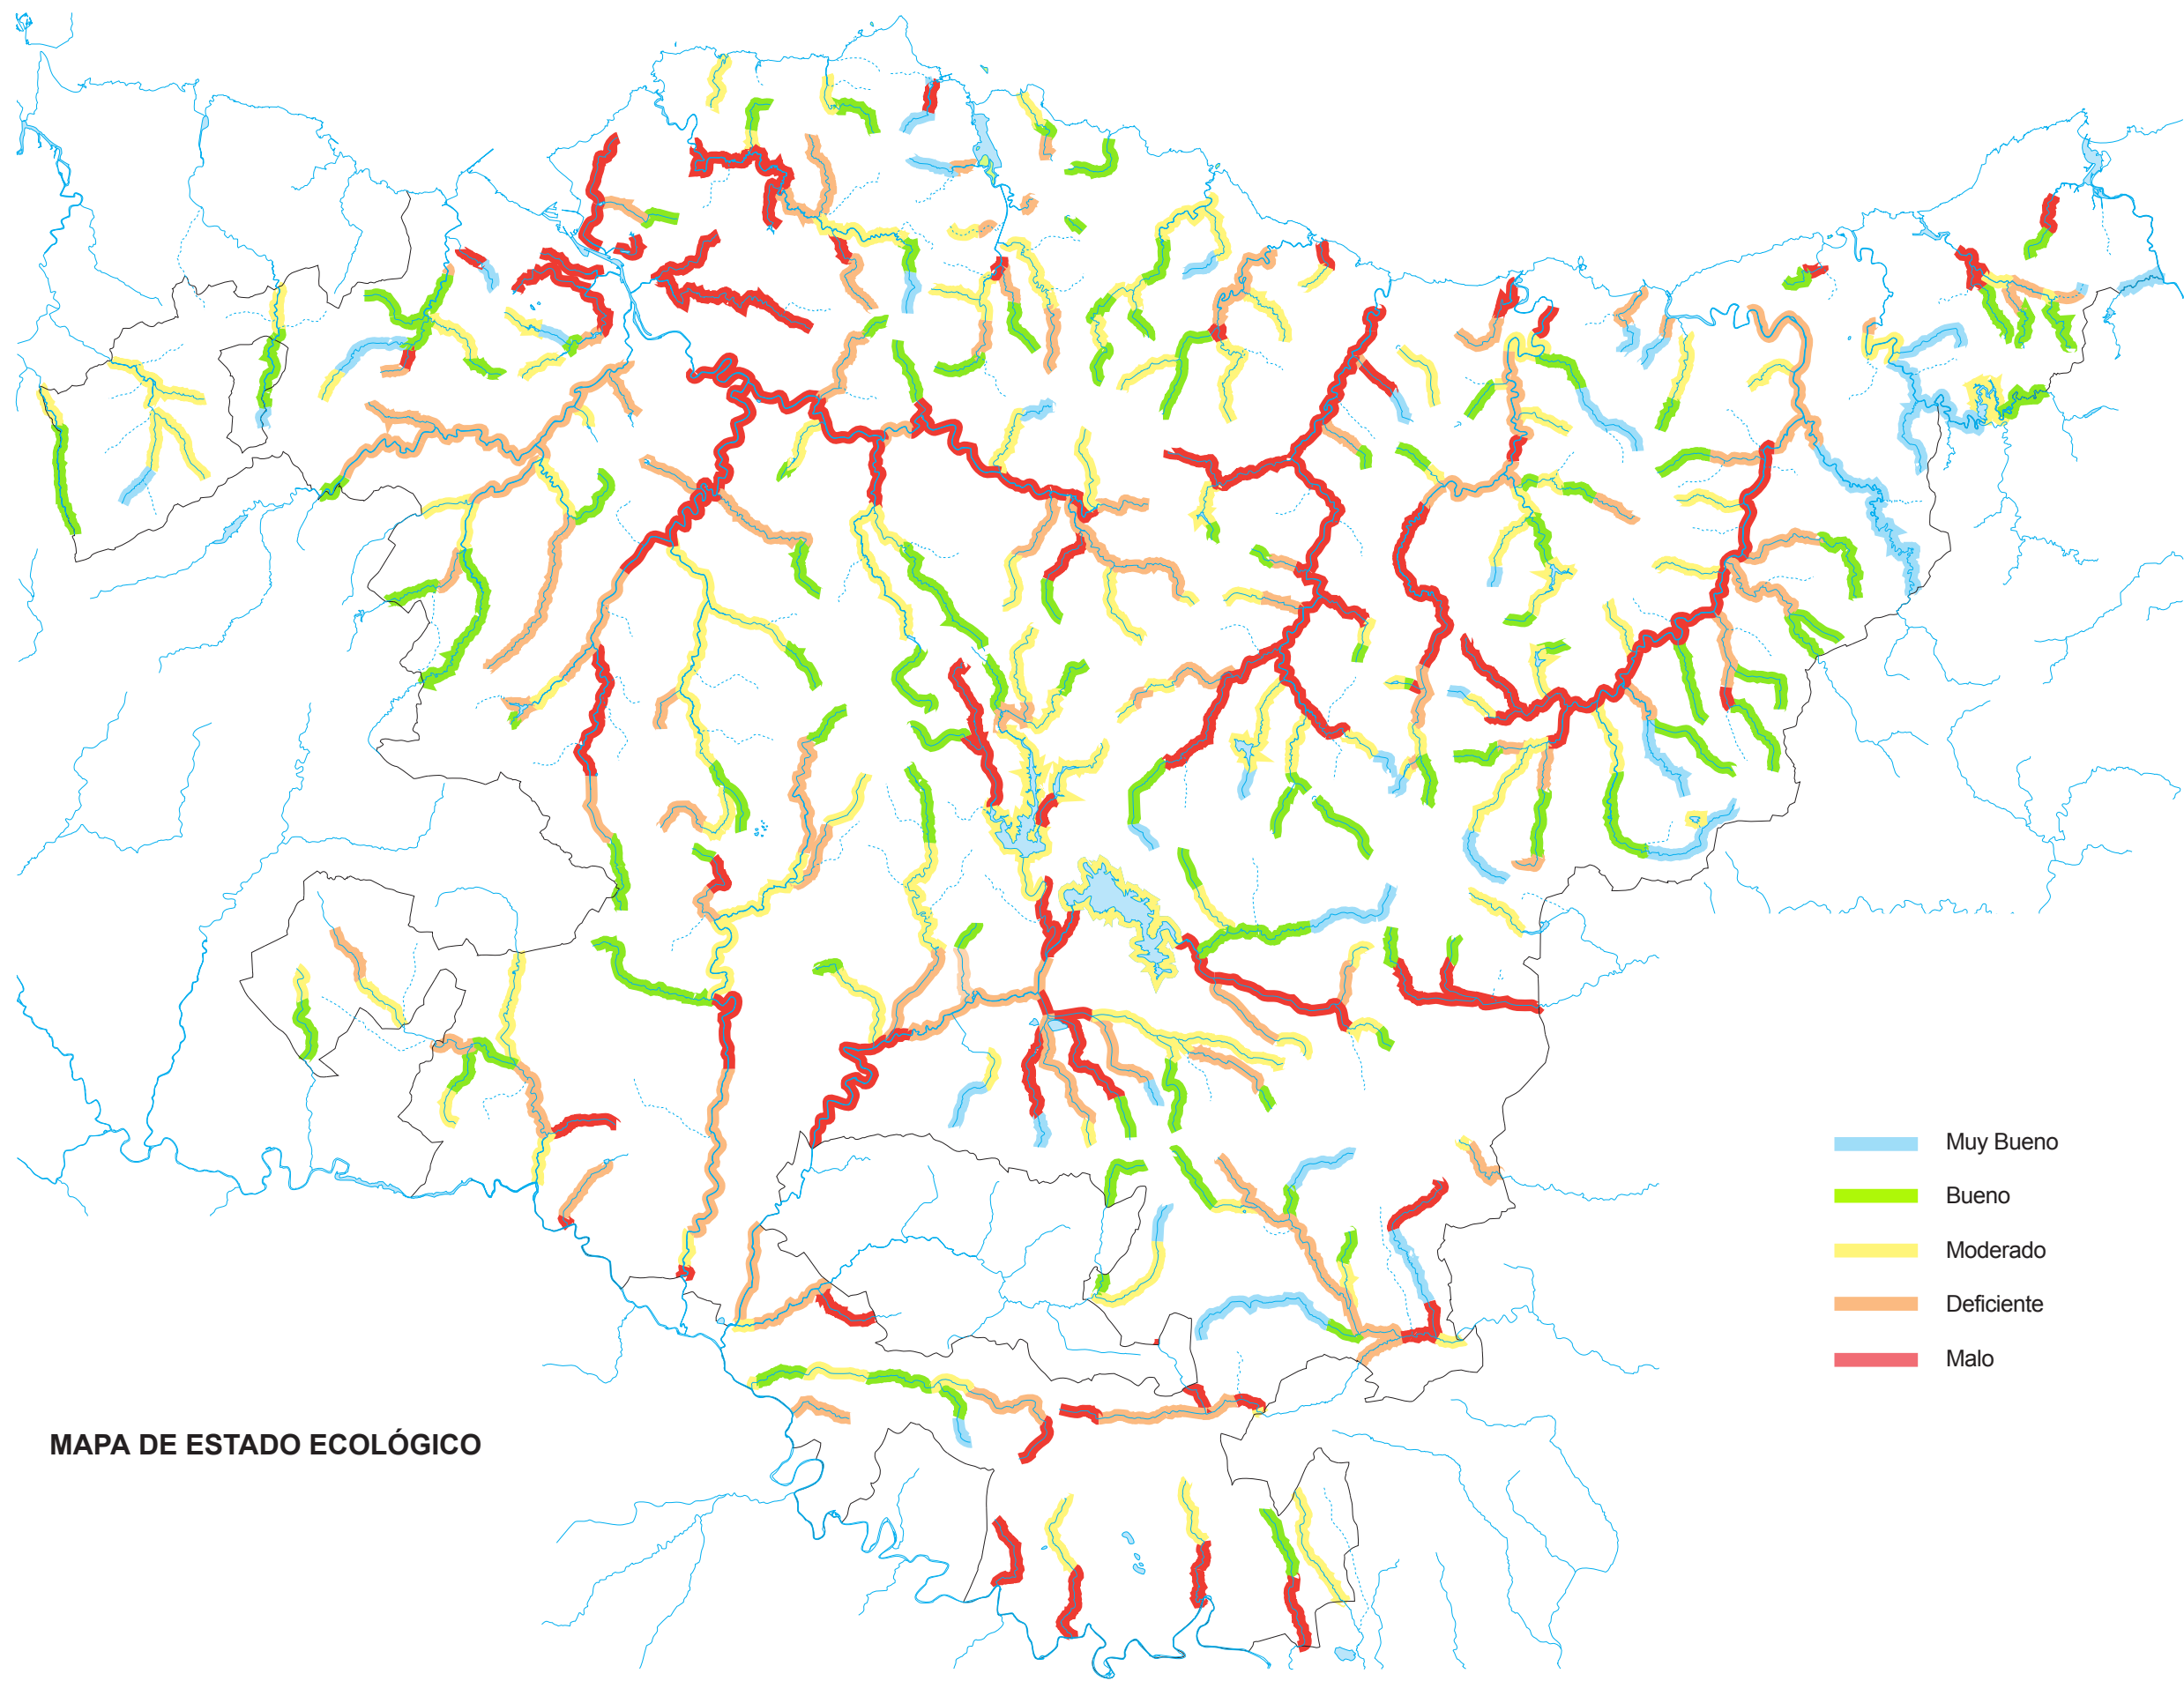 Muy Bueno
Bueno
Moderado
Deficiente
Malo
MAPA DE ESTADO ECOLÓGICO